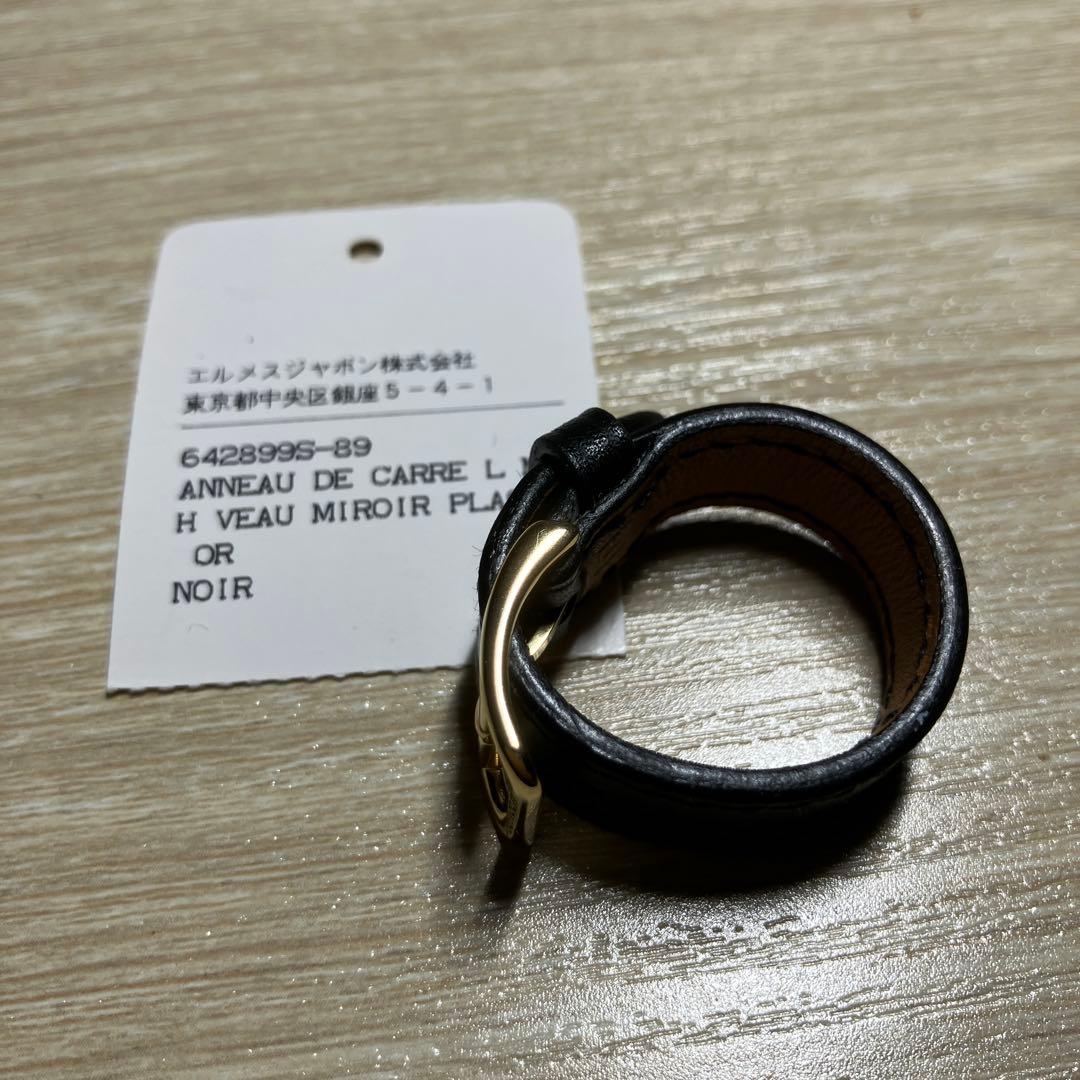 エルメスジャポン株式会社
東京都中央区銀座5-4-1
642899S-89
ANNEAU DE CARRE L
H VEAU MIROIR
OR
NOIR